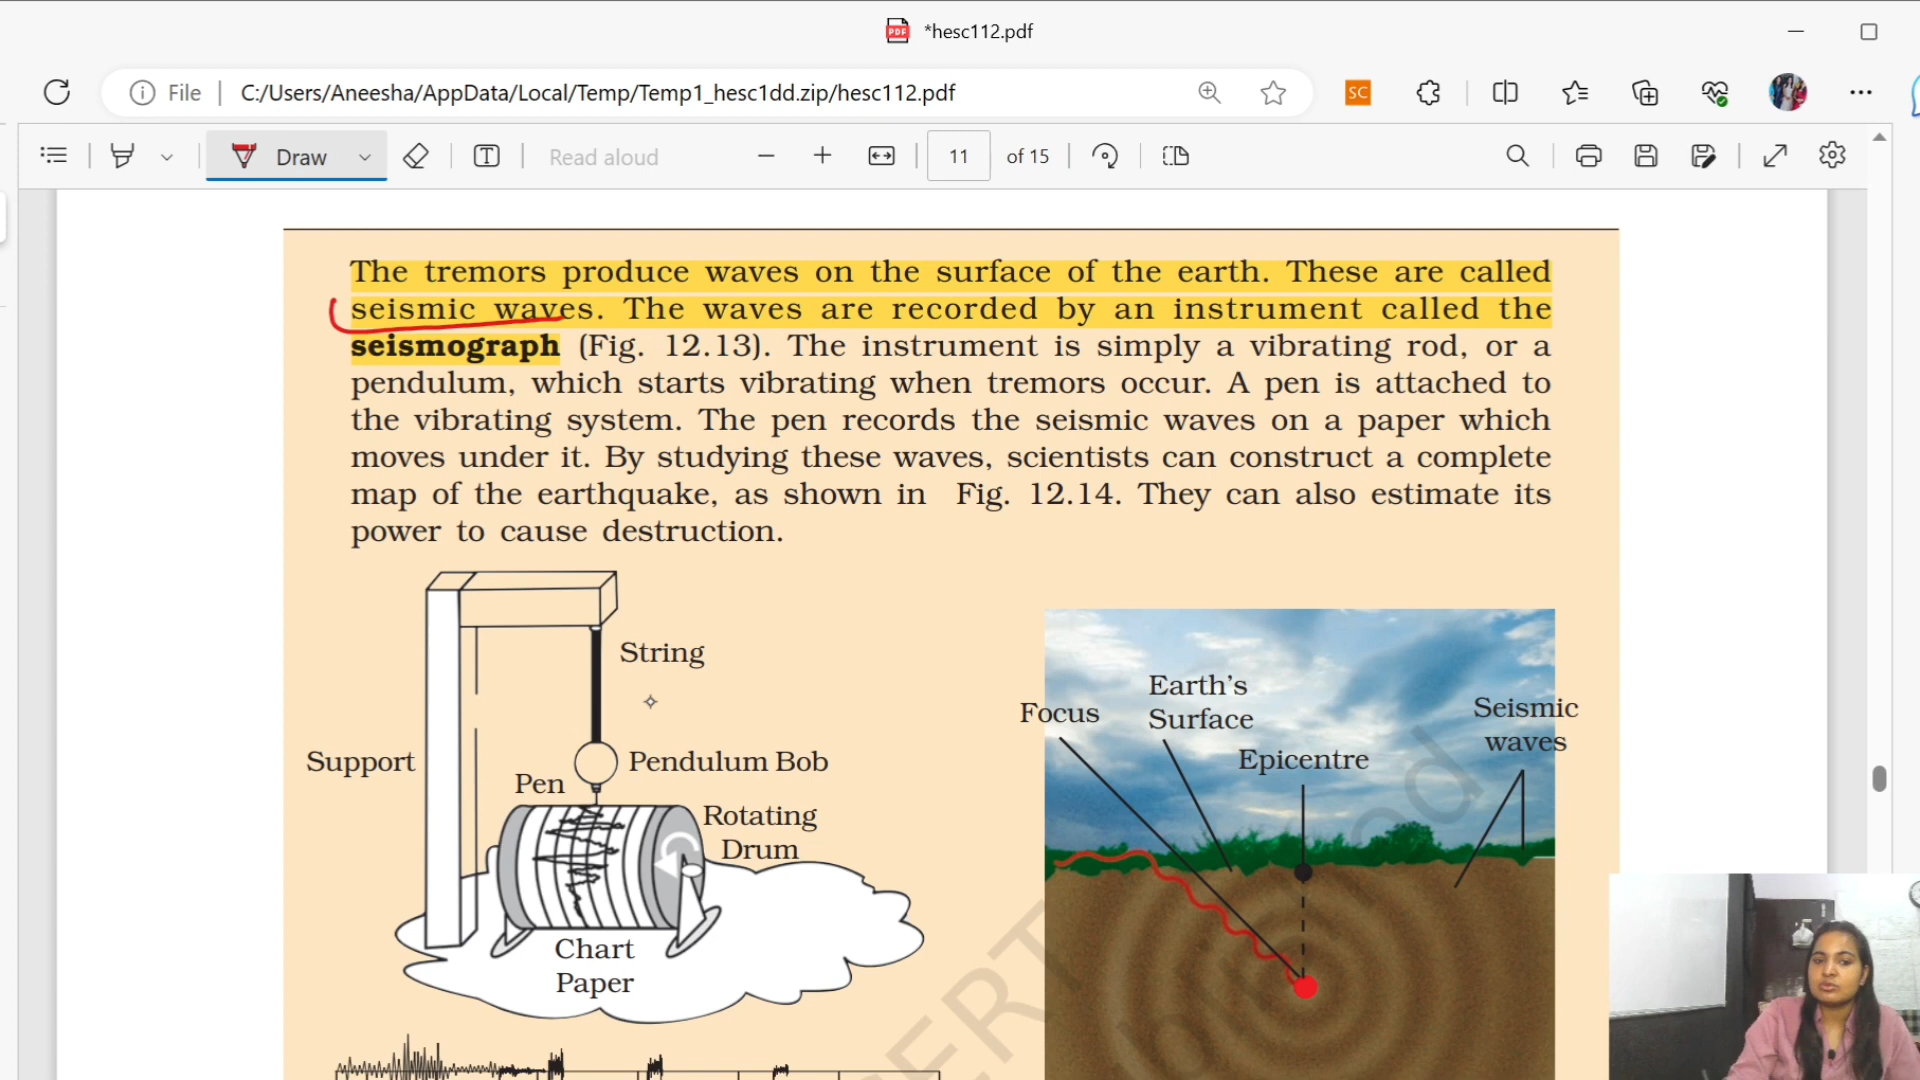 *hesc112.pdf
File
C:/Users/Aneesha/AppData/Local/Temp/Temp1_hesc1dd.zip/hesc112.pdf
SC
Draw
Read aloud
11
of 15
The tremors produce waves on the surface of the earth. These are called
seismic waves. The waves are recorded by an instrument called the
seismograph (Fig. 12.13). The instrument is simply a vibrating rod, or a
pendulum, which starts vibrating when tremors occur. A pen is attached to
the vibrating system. The pen records the seismic waves on a paper which
moves under it. By studying these waves, scientists can construct a complete
map of the earthquake, as shown in Fig. 12.14. They can also estimate its
power to cause destruction.
String
Support
Pendulum Bob
Pen
Rotating
Drum
Chart
Paper
Focus
Earth's
Surface
Epicentre
Seismic
waves